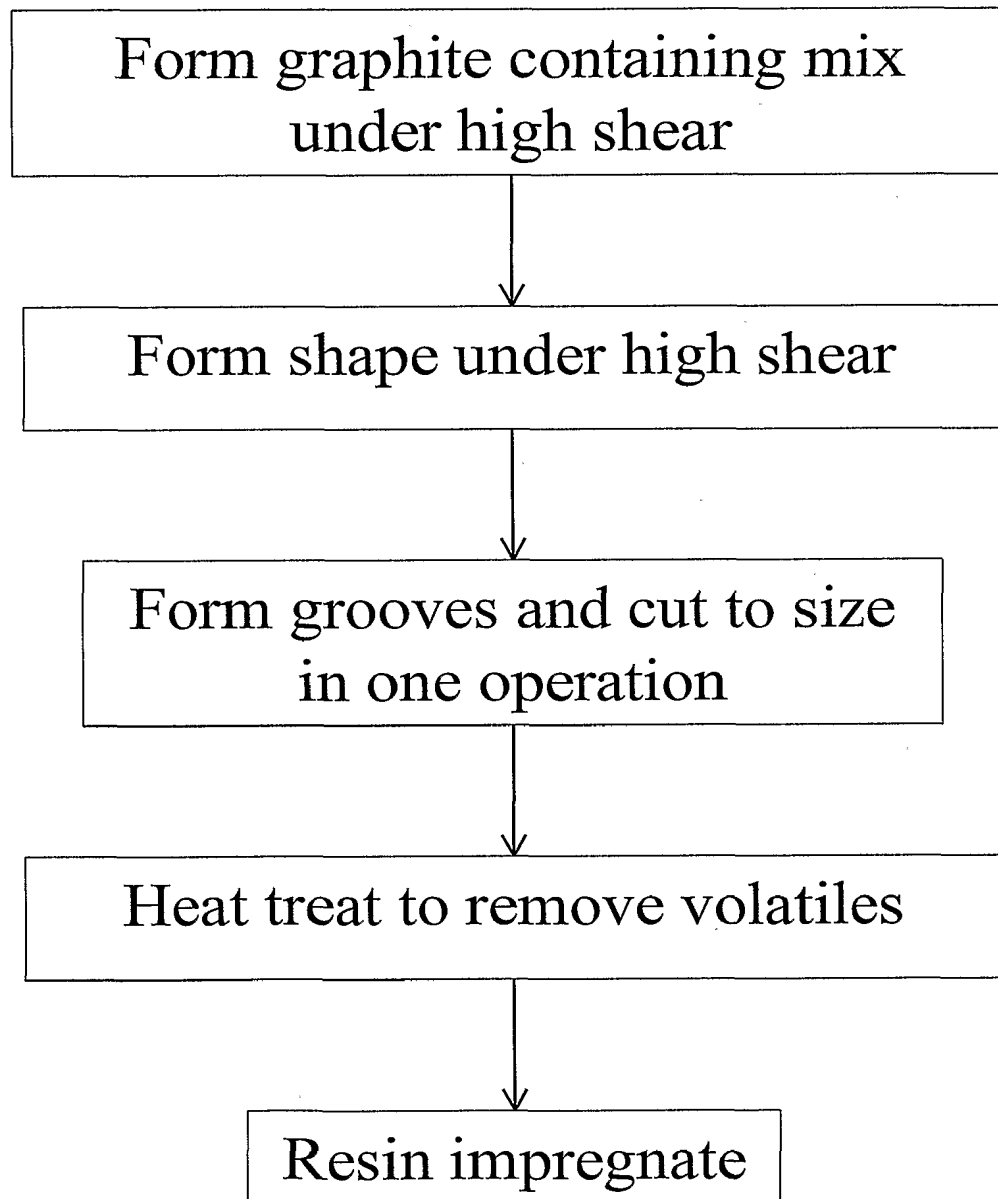 Form graphite containing mix
under high shear
Form shape under high shear
Form grooves and cut to size
in one operation
Heat treat to remove volatiles
Resin impregnate